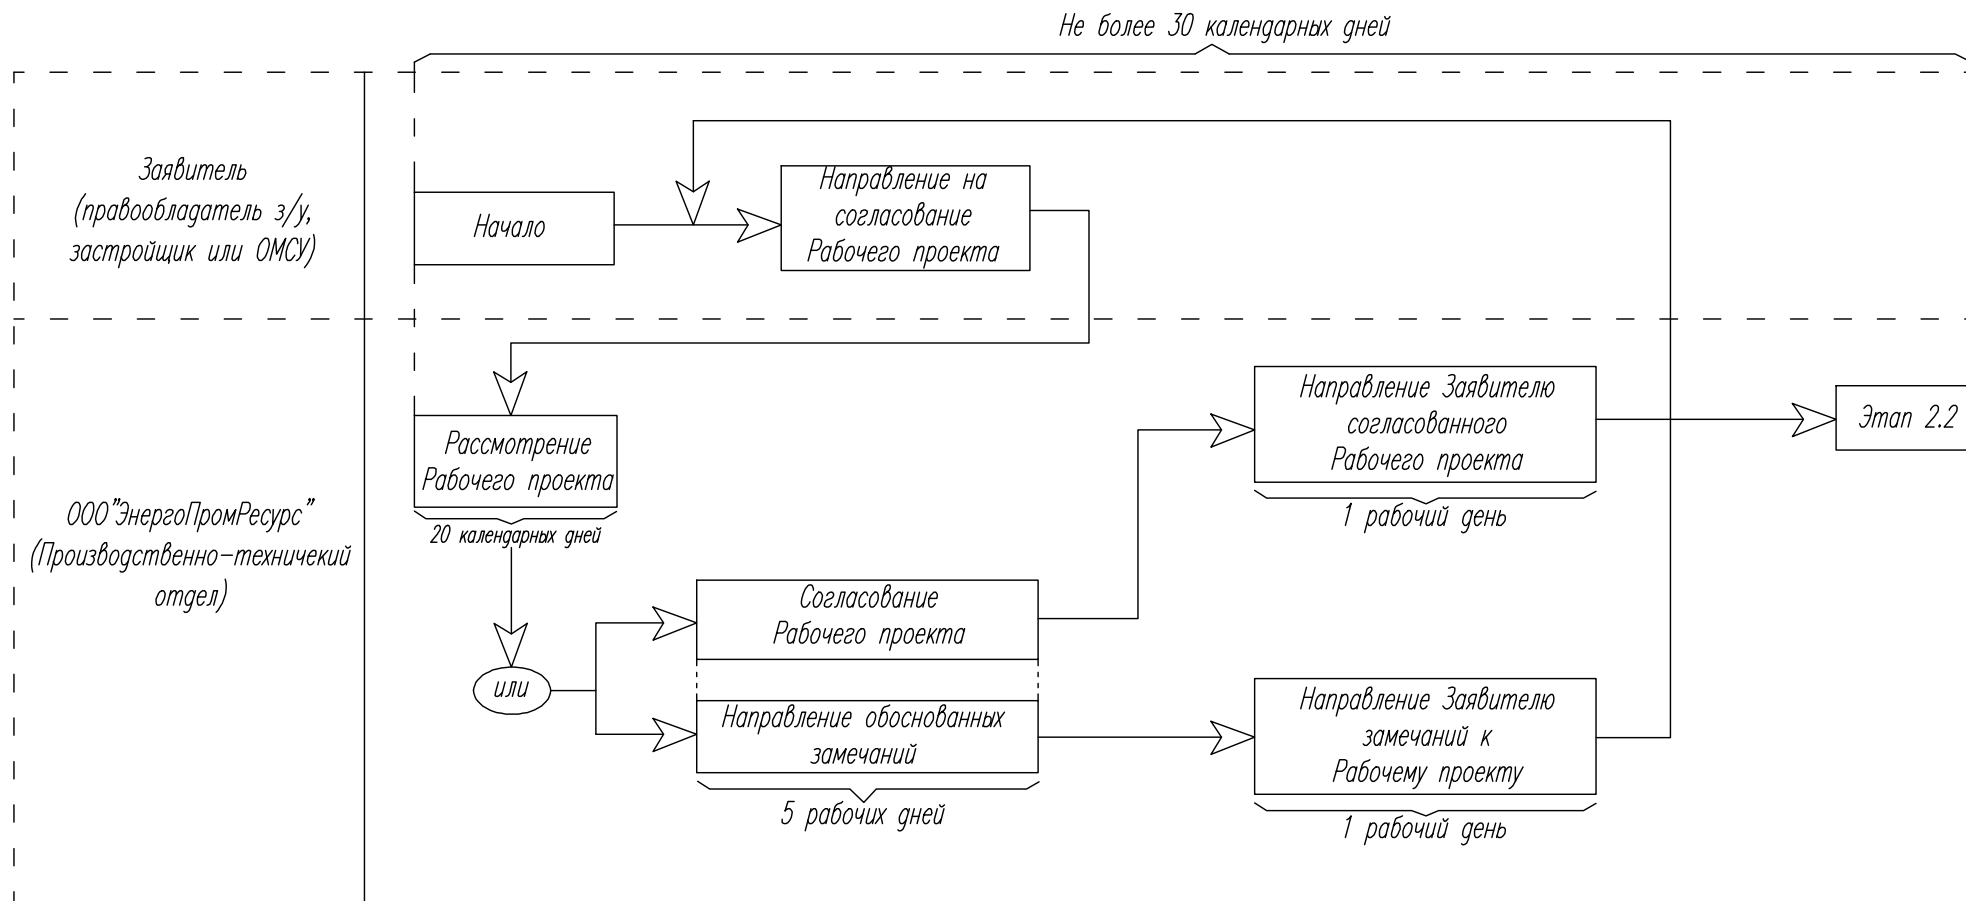 Не более 30 календарных дней
Заявитель
(правообладатель з/у,
застройщик или ОМСУ)
Начало
Направление на
согласование
Рабочего проекта
Рассмотрение
Рабочего проекта
20 календарных дней
ООО"ЭнергоПромРесурс"
(Производственно-техничекий
отдел)
или
Согласование
Рабочего проекта
Направление обоснованных
замечаний
5 рабочих дней
Направление Заявителю
согласованного
Рабочего проекта
1 рабочий день
Этап 2.2
Направление Заявителю
замечаний к
Рабочему проекту
1 рабочий день